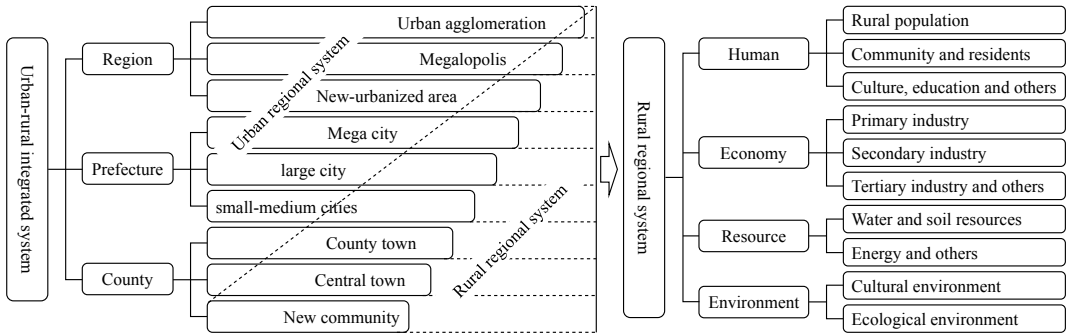 Urban-rural integrated system
Region
Urban agglomeration
Megalopolis
New-urbanized area
Prefecture
Mega city
large city
small-medium cities
County
County town
Central town
New community
Urban regional system
Rural regional system
Rural regional system
Human
Rural population
Community and residents
Culture, education and others
Economy
Primary industry
Secondary industry
Tertiary industry and others
Resource
Water and soil resources
Energy and others
Environment
Cultural environment
Ecological environment